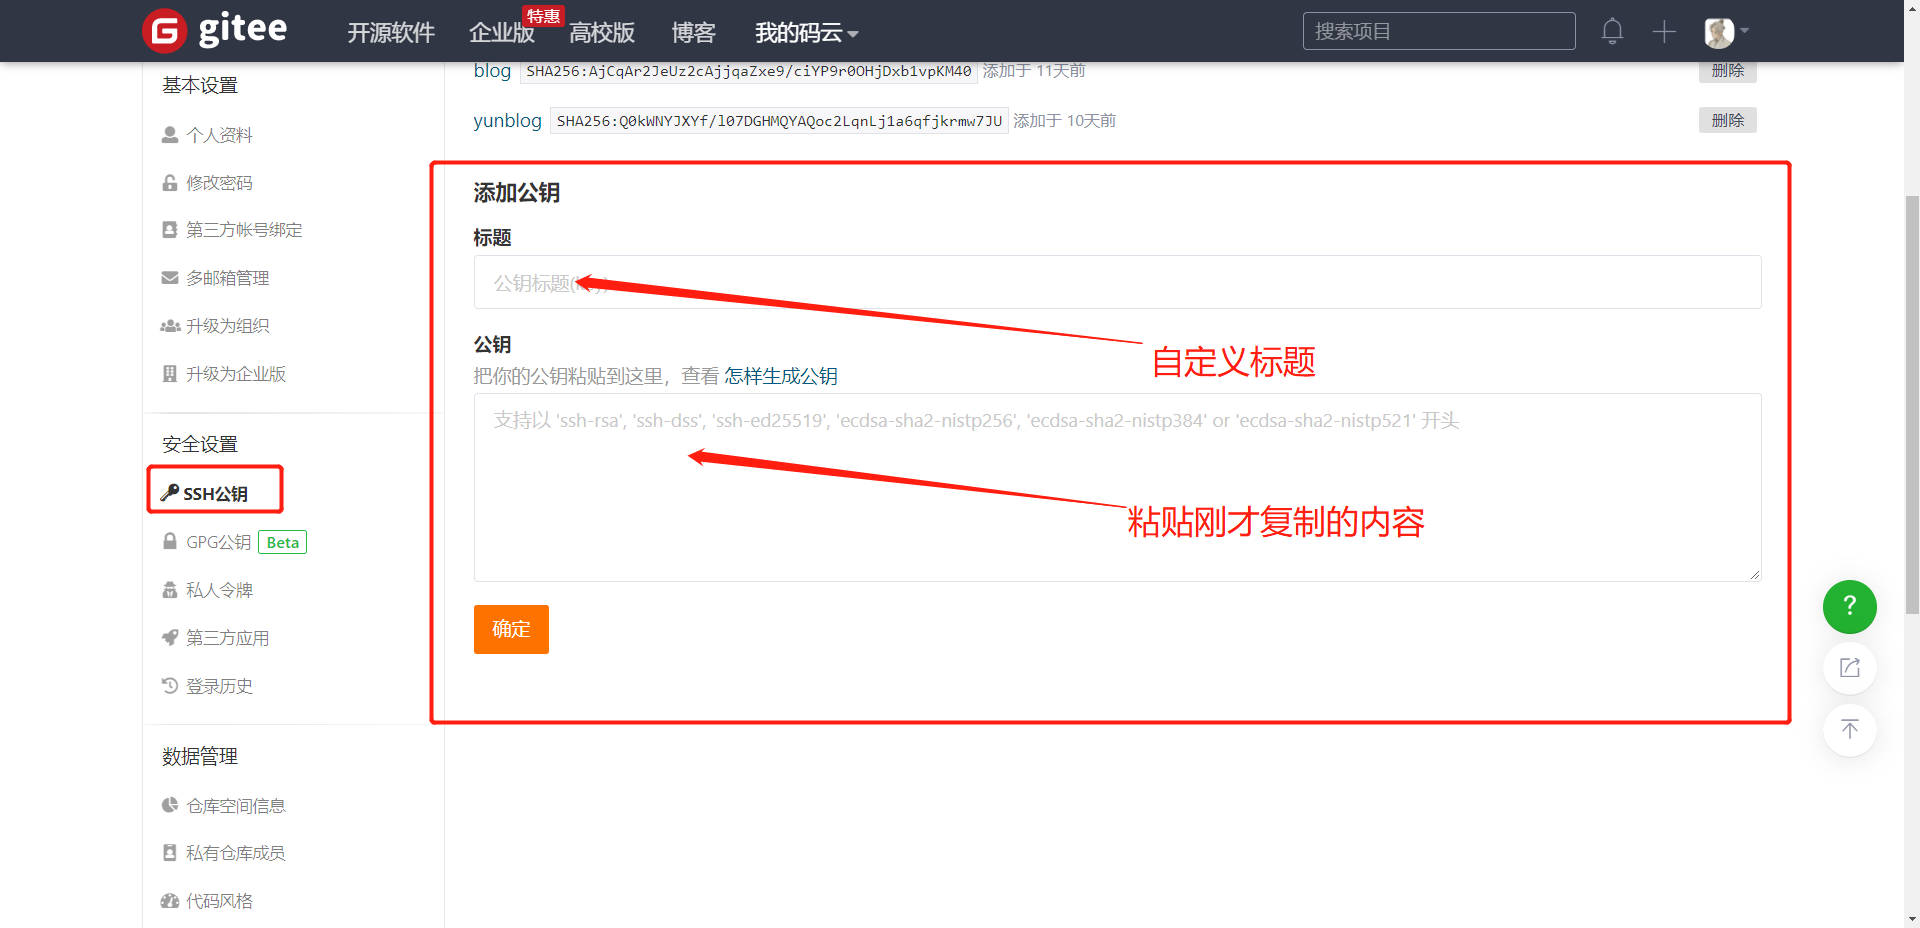 gitee
开源软件
企业版
特惠
高校版
博客
我的码云
搜索项目
基本设置
个人资料
修改密码
第三方帐号绑定
多邮箱管理
升级为组织
升级为企业版
安全设置
SSH公钥
GPG公钥 Beta
私人令牌
第三方应用
登录历史
数据管理
仓库空间信息
私有仓库成员
代码风格
blog SHA256:AjCqAr2JeUz2cAjjqaZxe9/ciYP9r0OHjDxb1vpKM40 添加于 11天前 删除
yunblog SHA256:Q0kWNYJXYf/l07DGHMQYAQoc2LqnLj1a6qfjkrmw7JU 添加于 10天前 删除
添加公钥
标题
公钥标题(
自定义标题
公钥
把你的公钥粘贴到这里，查看 怎样生成公钥
支持以 'ssh-rsa', 'ssh-dss', 'ssh-ed25519', 'ecdsa-sha2-nistp256', 'ecdsa-sha2-nistp384' or 'ecdsa-sha2-nistp521' 开头
粘贴刚才复制的内容
确定
?